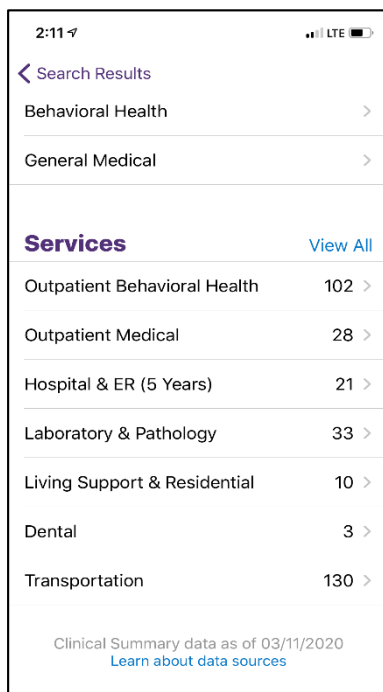 2:11 LTE
Search Results
Behavioral Health
General Medical
Services View All
Outpatient Behavioral Health 102
Outpatient Medical 28
Hospital & ER (5 Years) 21
Laboratory & Pathology 33
Living Support & Residential 10
Dental 3
Transportation 130
Clinical Summary data as of 03/11/2020
Learn about data sources